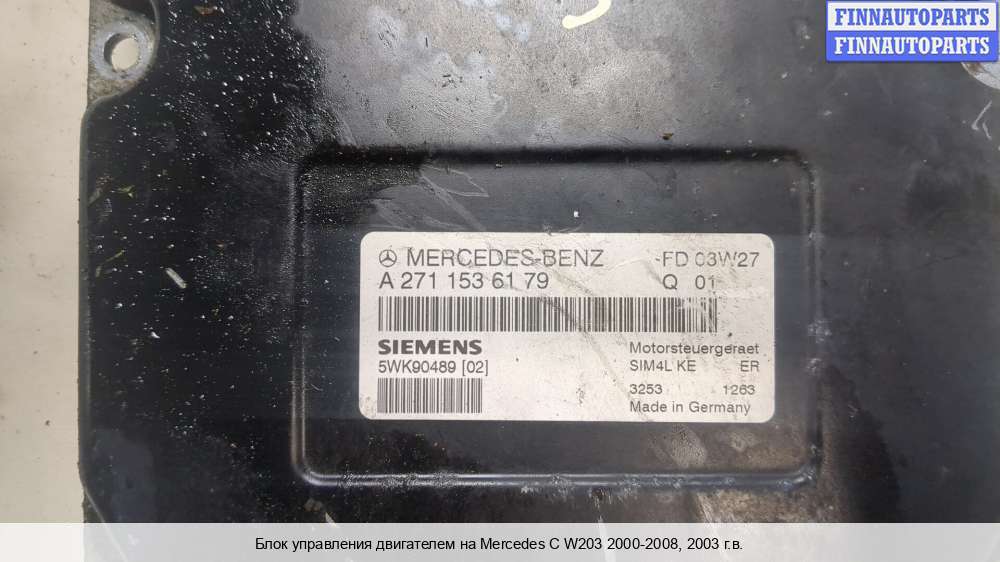 FINNAUTOPARTS
FINNAUTOPARTS
MERCEDES-BENZ FD 03W27
A 271 153 61 79 Q 01
SIEMENS Motorsteuergeraet
5WK90489 [02] SIM4L KE ER
3253 1263
Made in Germany
Блок управления двигателем на Mercedes C W203 2000-2008, 2003 г.в.